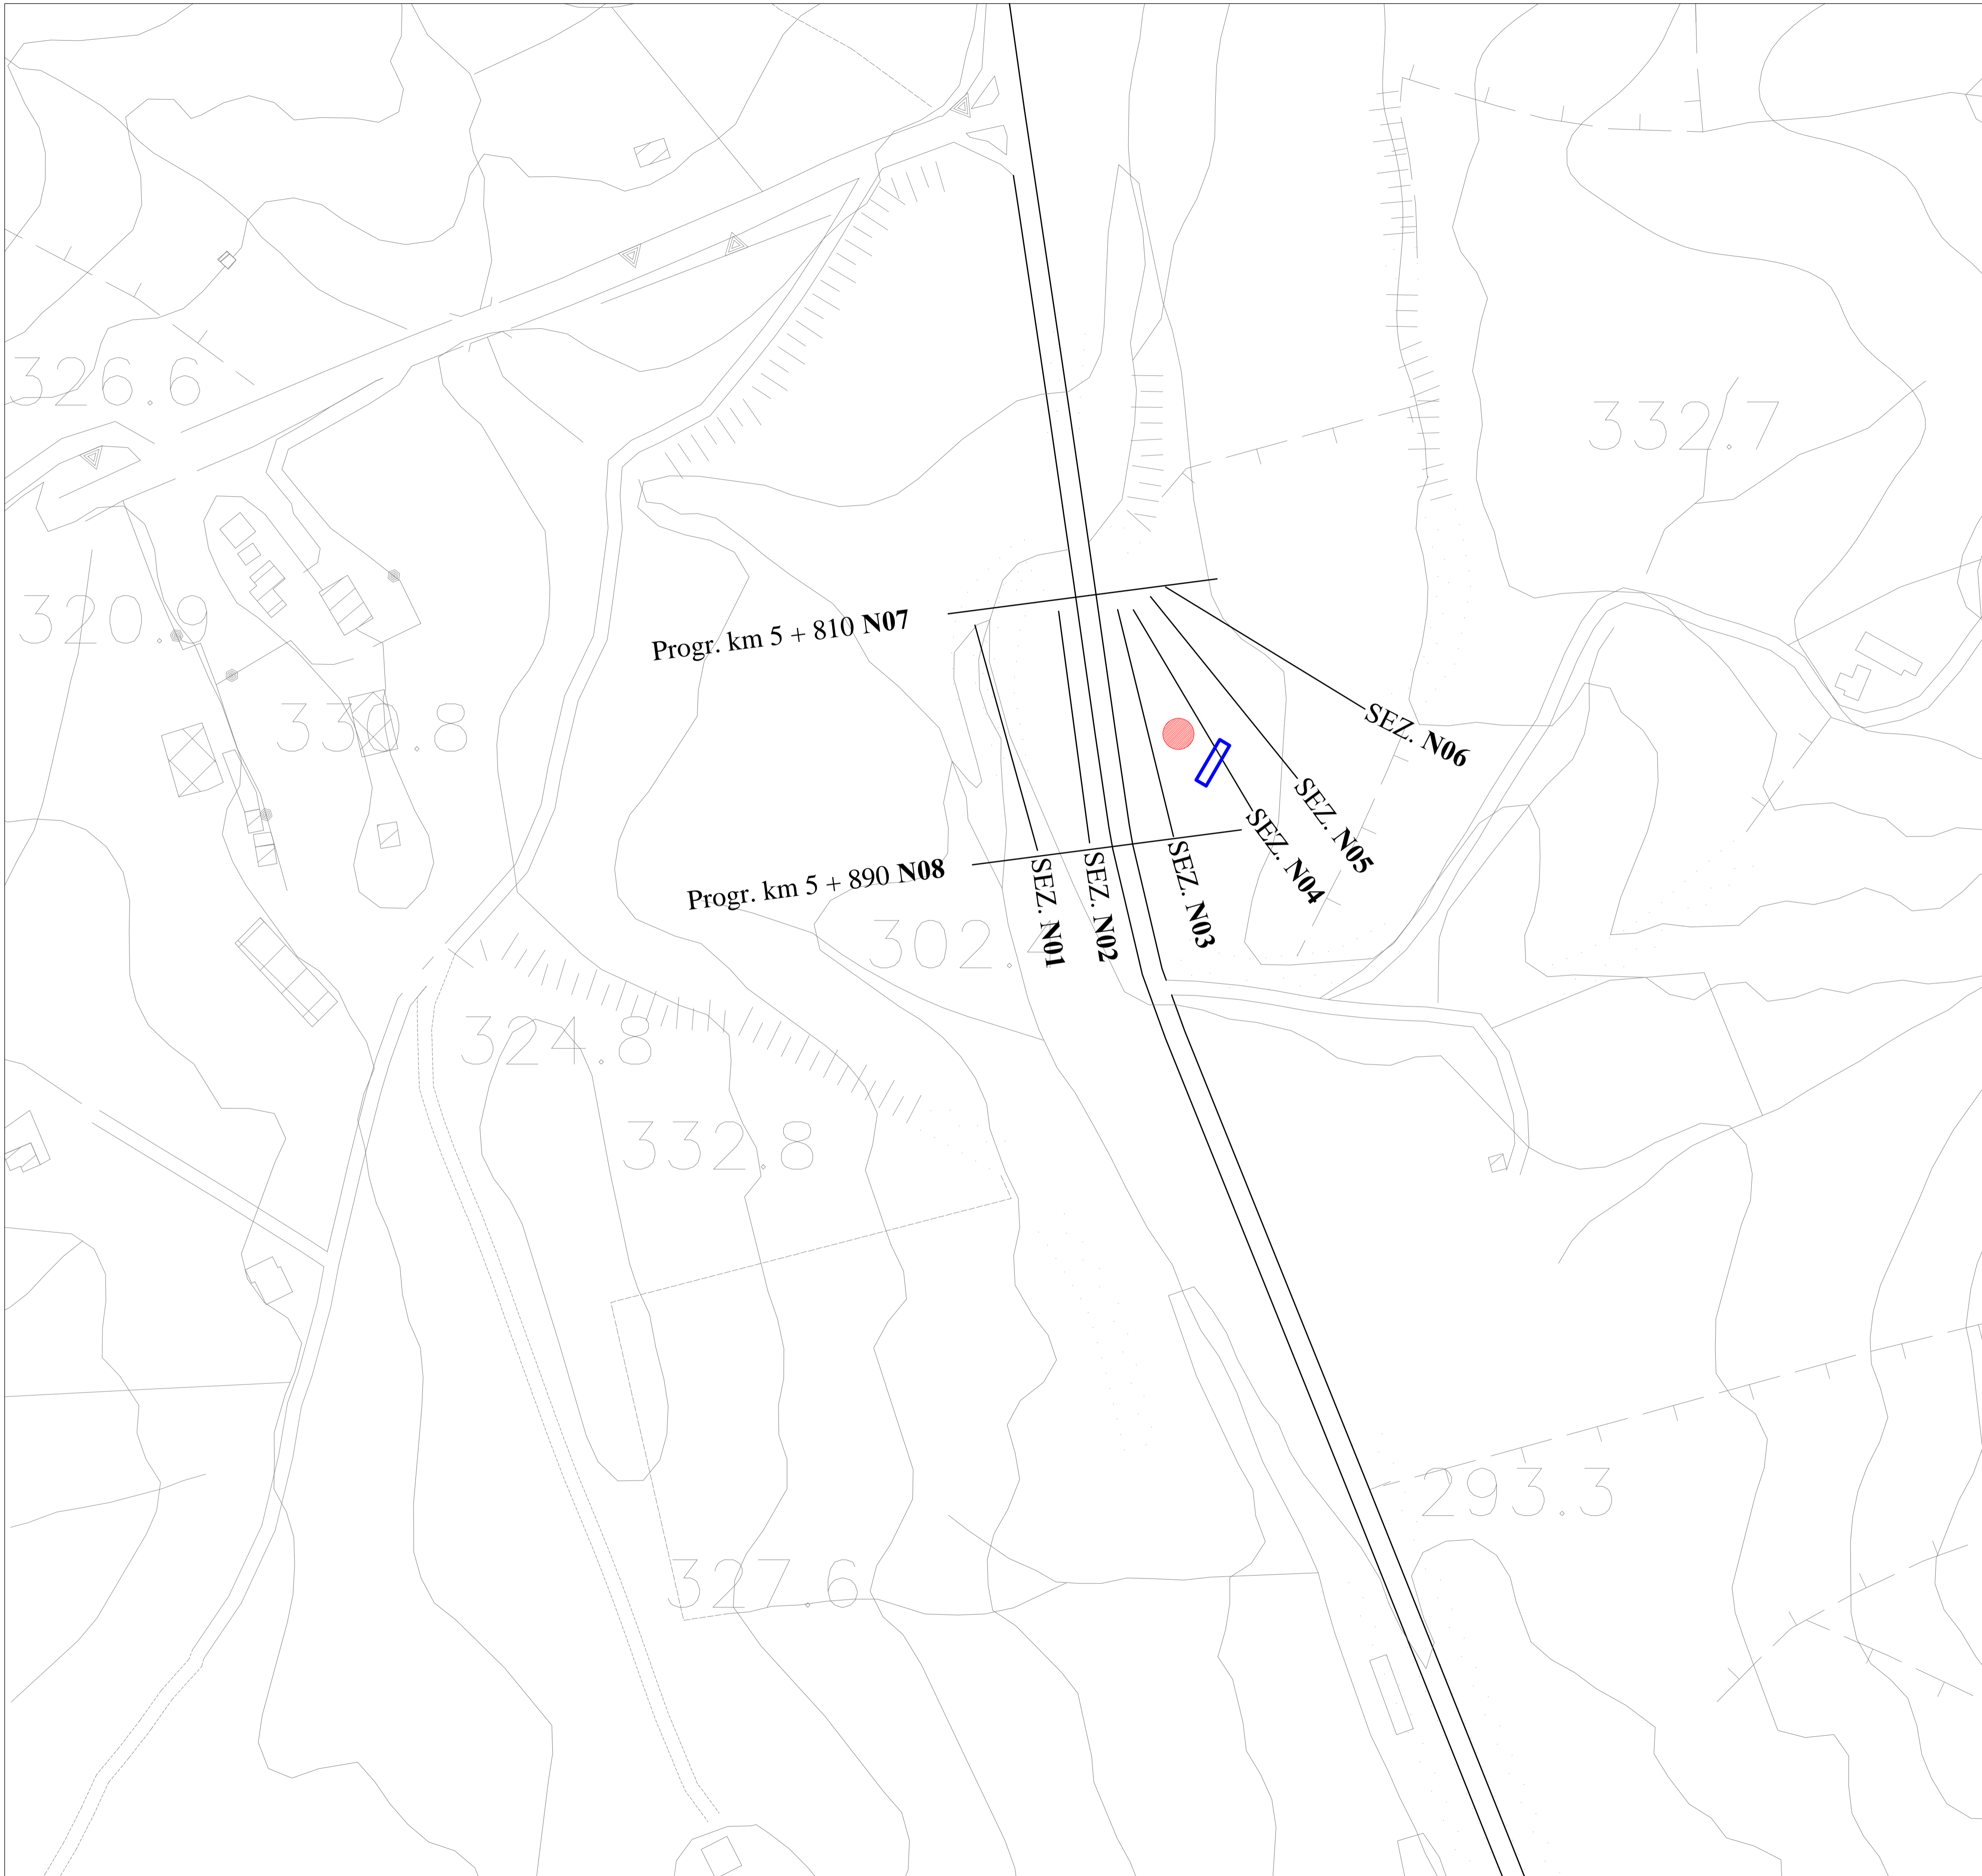 326.6
332.7
320.9
Progr. km 5 + 810 N07
330.8
SEZ. N06
SEZ. N05
SEZ. N04
SEZ. N03
SEZ. N02
SEZ. N01
Progr. km 5 + 890 N08
302.4
324.8
332.8
293.3
327.6